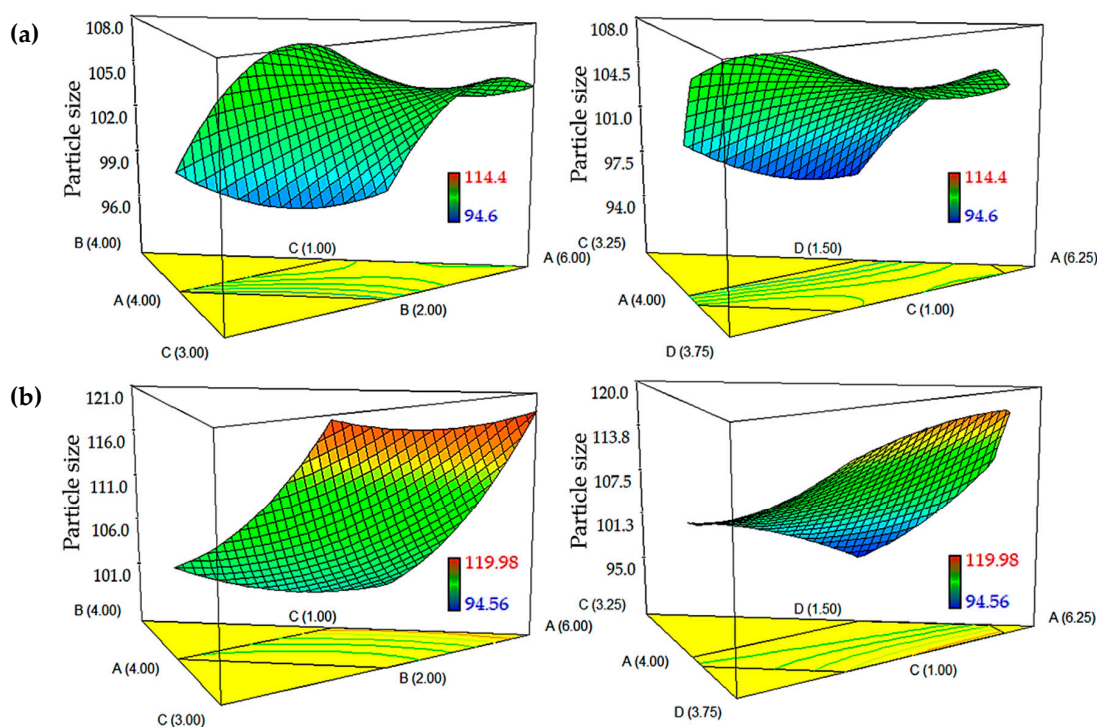 (a)
Particle size
108.0
105.0
102.0
99.0
96.0
B (4.00)
A (4.00)
C (3.00)
C (1.00)
B (2.00)
A (6.00)
114.4
94.6
Particle size
108.0
104.5
101.0
97.5
94.0
C (3.25)
A (4.00)
D (3.75)
D (1.50)
C (1.00)
A (6.25)
114.4
94.6
(b)
Particle size
121.0
116.0
111.0
106.0
101.0
B (4.00)
A (4.00)
C (3.00)
C (1.00)
B (2.00)
A (6.00)
119.98
94.56
Particle size
120.0
113.8
107.5
101.3
95.0
C (3.25)
A (4.00)
D (3.75)
D (1.50)
C (1.00)
A (6.25)
119.98
94.56